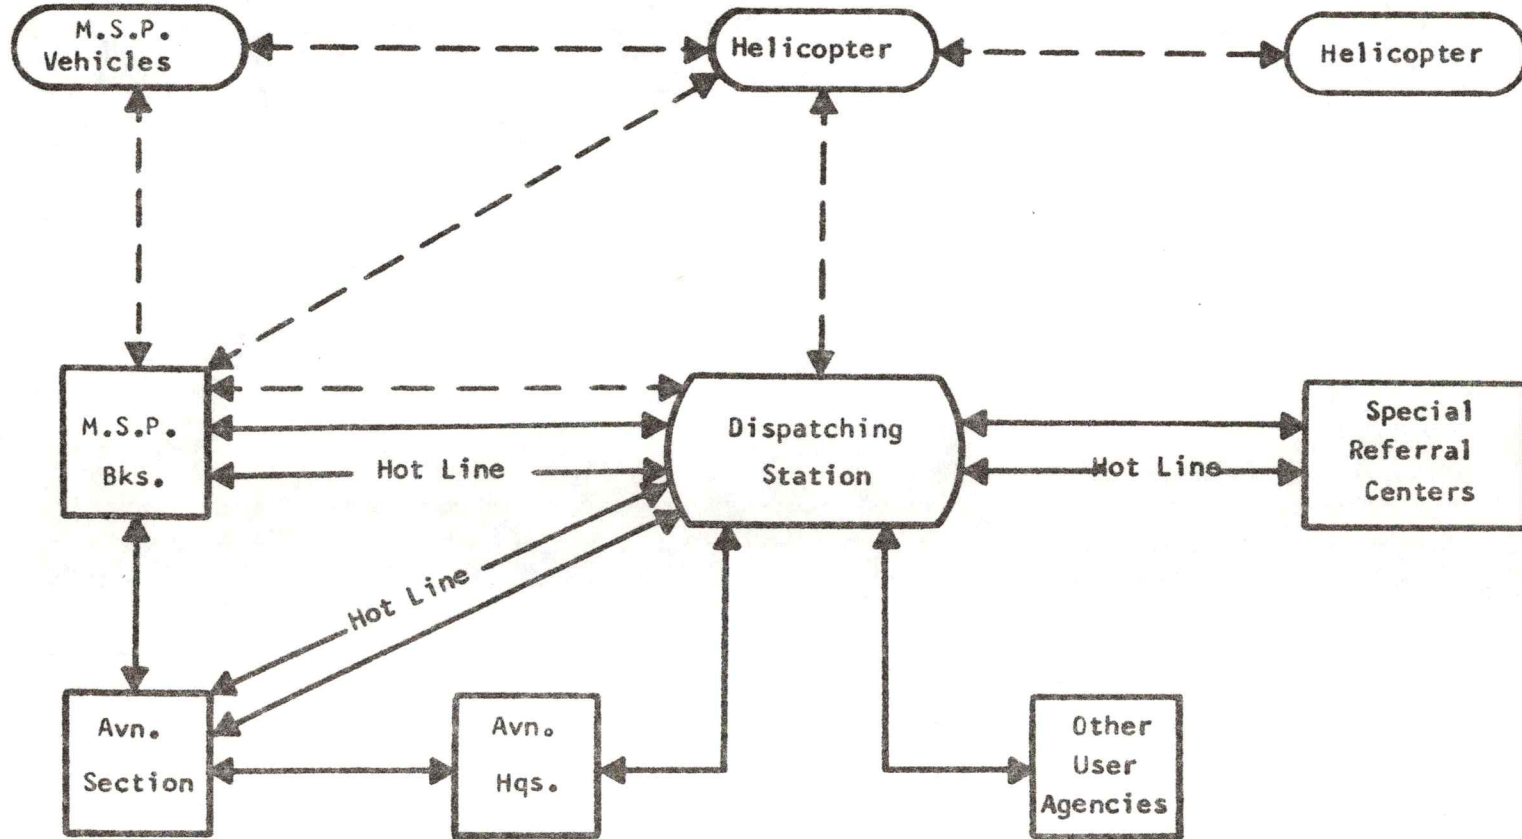 M.S.P.
Vehicles
Helicopter
Helicopter
M.S.P.
Bks.
Hot Line
Dispatching
Station
Hot Line
Special
Referral
Centers
Hot Line
Avn.
Section
Avn.
Hqs.
Other
User
Agencies